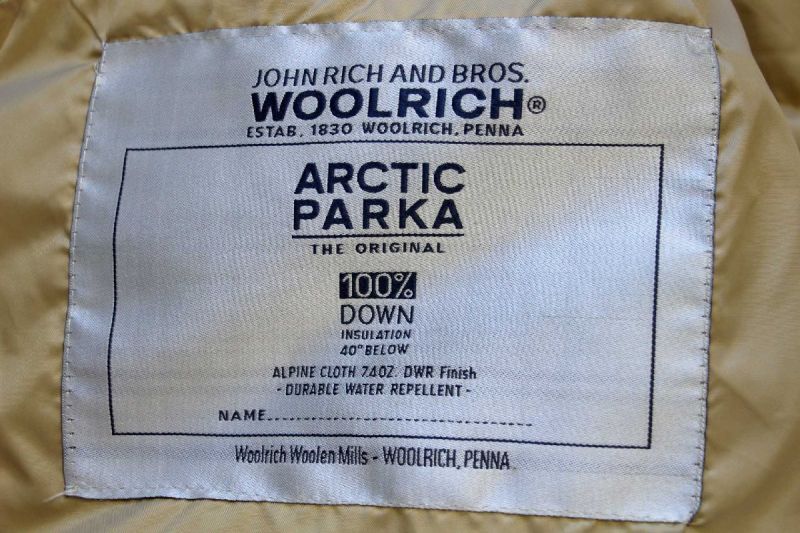 JOHN RICH AND BROS.
WOOLRICH®
ESTAB. 1830 WOOLRICH, PENNA
ARCTIC
PARKA
THE ORIGINAL
100%
DOWN
INSULATION
40° BELOW
ALPINE CLOTH 7.4OZ. DWR Finish
- DURABLE WATER REPELLENT -
NAME
Woolrich Woolen Mills - WOOLRICH, PENNA.